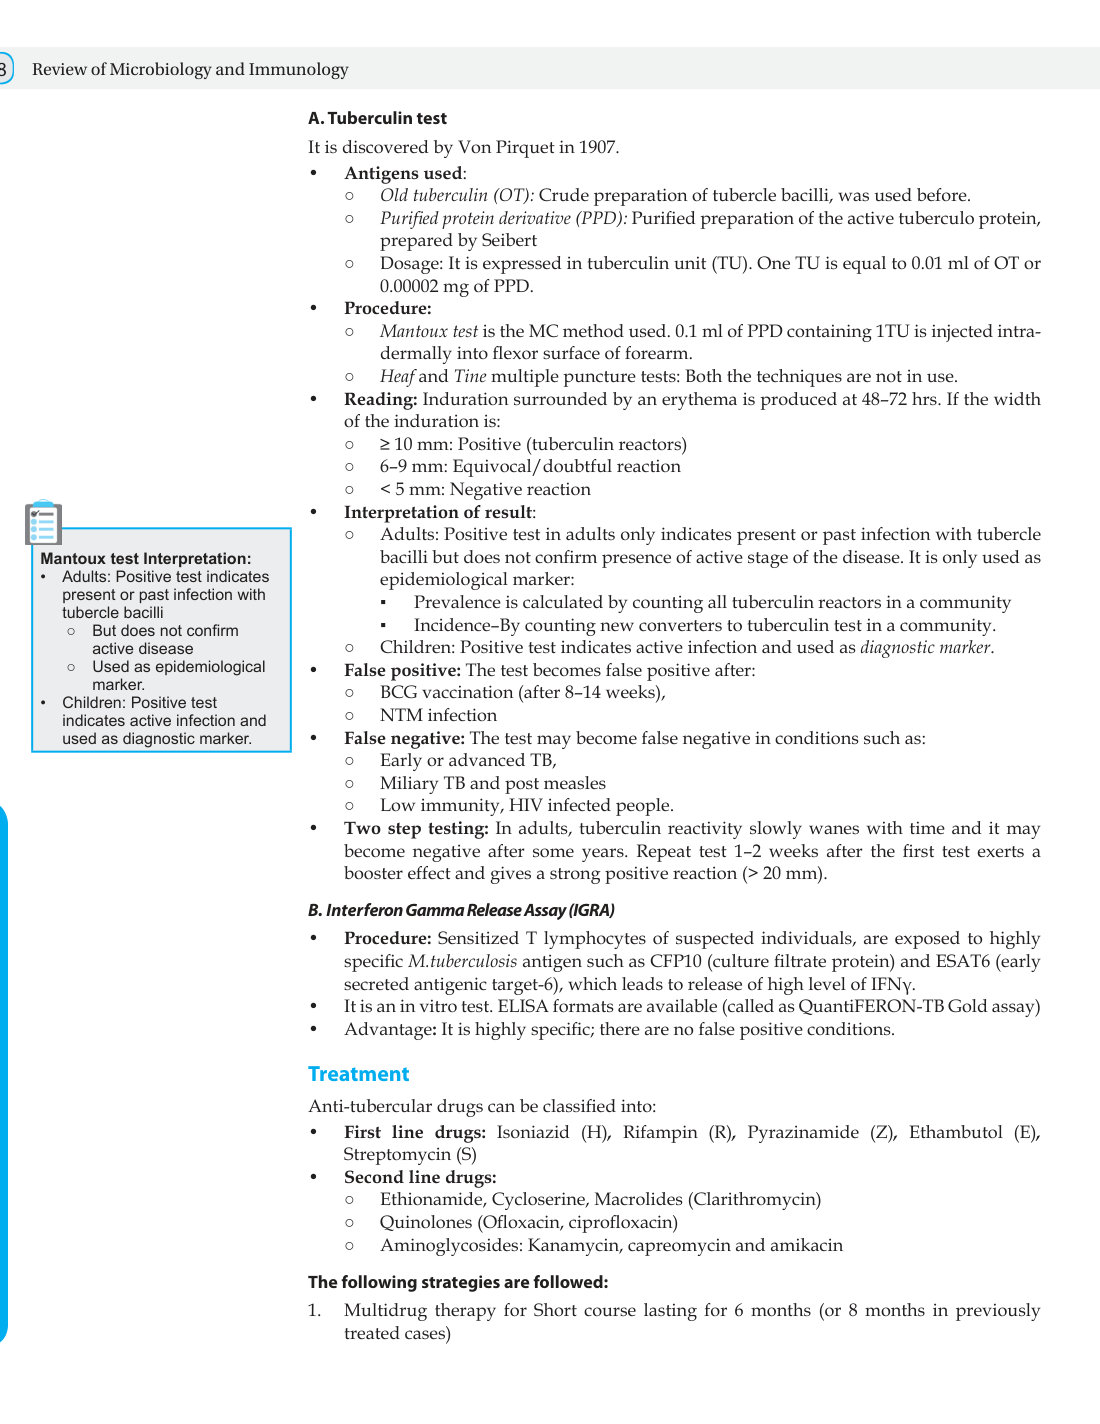 8 Review of Microbiology and Immunology
A. Tuberculin test
It is discovered by Von Pirquet in 1907.
• Antigens used:
○ Old tuberculin (OT): Crude preparation of tubercle bacilli, was used before.
○ Purified protein derivative (PPD): Purified preparation of the active tuberculo protein,
prepared by Seibert
○ Dosage: It is expressed in tuberculin unit (TU). One TU is equal to 0.01 ml of OT or
0.00002 mg of PPD.
• Procedure:
○ Mantoux test is the MC method used. 0.1 ml of PPD containing 1TU is injected intra-
dermally into flexor surface of forearm.
○ Heaf and Tine multiple puncture tests: Both the techniques are not in use.
• Reading: Induration surrounded by an erythema is produced at 48–72 hrs. If the width
of the induration is:
○ ≥ 10 mm: Positive (tuberculin reactors)
○ 6–9 mm: Equivocal/doubtful reaction
○ < 5 mm: Negative reaction
• Interpretation of result:
○ Adults: Positive test in adults only indicates present or past infection with tubercle
bacilli but does not confirm presence of active stage of the disease. It is only used as
epidemiological marker:
▪ Prevalence is calculated by counting all tuberculin reactors in a community
▪ Incidence–By counting new converters to tuberculin test in a community.
○ Children: Positive test indicates active infection and used as diagnostic marker.
• False positive: The test becomes false positive after:
○ BCG vaccination (after 8–14 weeks),
○ NTM infection
• False negative: The test may become false negative in conditions such as:
○ Early or advanced TB,
○ Miliary TB and post measles
○ Low immunity, HIV infected people.
• Two step testing: In adults, tuberculin reactivity slowly wanes with time and it may
become negative after some years. Repeat test 1–2 weeks after the first test exerts a
booster effect and gives a strong positive reaction (> 20 mm).
Mantoux test Interpretation:
• Adults: Positive test indicates
present or past infection with
tubercle bacilli
○ But does not confirm
active disease
○ Used as epidemiological
marker.
• Children: Positive test
indicates active infection and
used as diagnostic marker.
B. Interferon Gamma Release Assay (IGRA)
• Procedure: Sensitized T lymphocytes of suspected individuals, are exposed to highly
specific M.tuberculosis antigen such as CFP10 (culture filtrate protein) and ESAT6 (early
secreted antigenic target-6), which leads to release of high level of IFNγ.
• It is an in vitro test. ELISA formats are available (called as QuantiFERON-TB Gold assay)
• Advantage: It is highly specific; there are no false positive conditions.
Treatment
Anti-tubercular drugs can be classified into:
• First line drugs: Isoniazid (H), Rifampin (R), Pyrazinamide (Z), Ethambutol (E),
Streptomycin (S)
• Second line drugs:
○ Ethionamide, Cycloserine, Macrolides (Clarithromycin)
○ Quinolones (Ofloxacin, ciprofloxacin)
○ Aminoglycosides: Kanamycin, capreomycin and amikacin
The following strategies are followed:
1. Multidrug therapy for Short course lasting for 6 months (or 8 months in previously
treated cases)